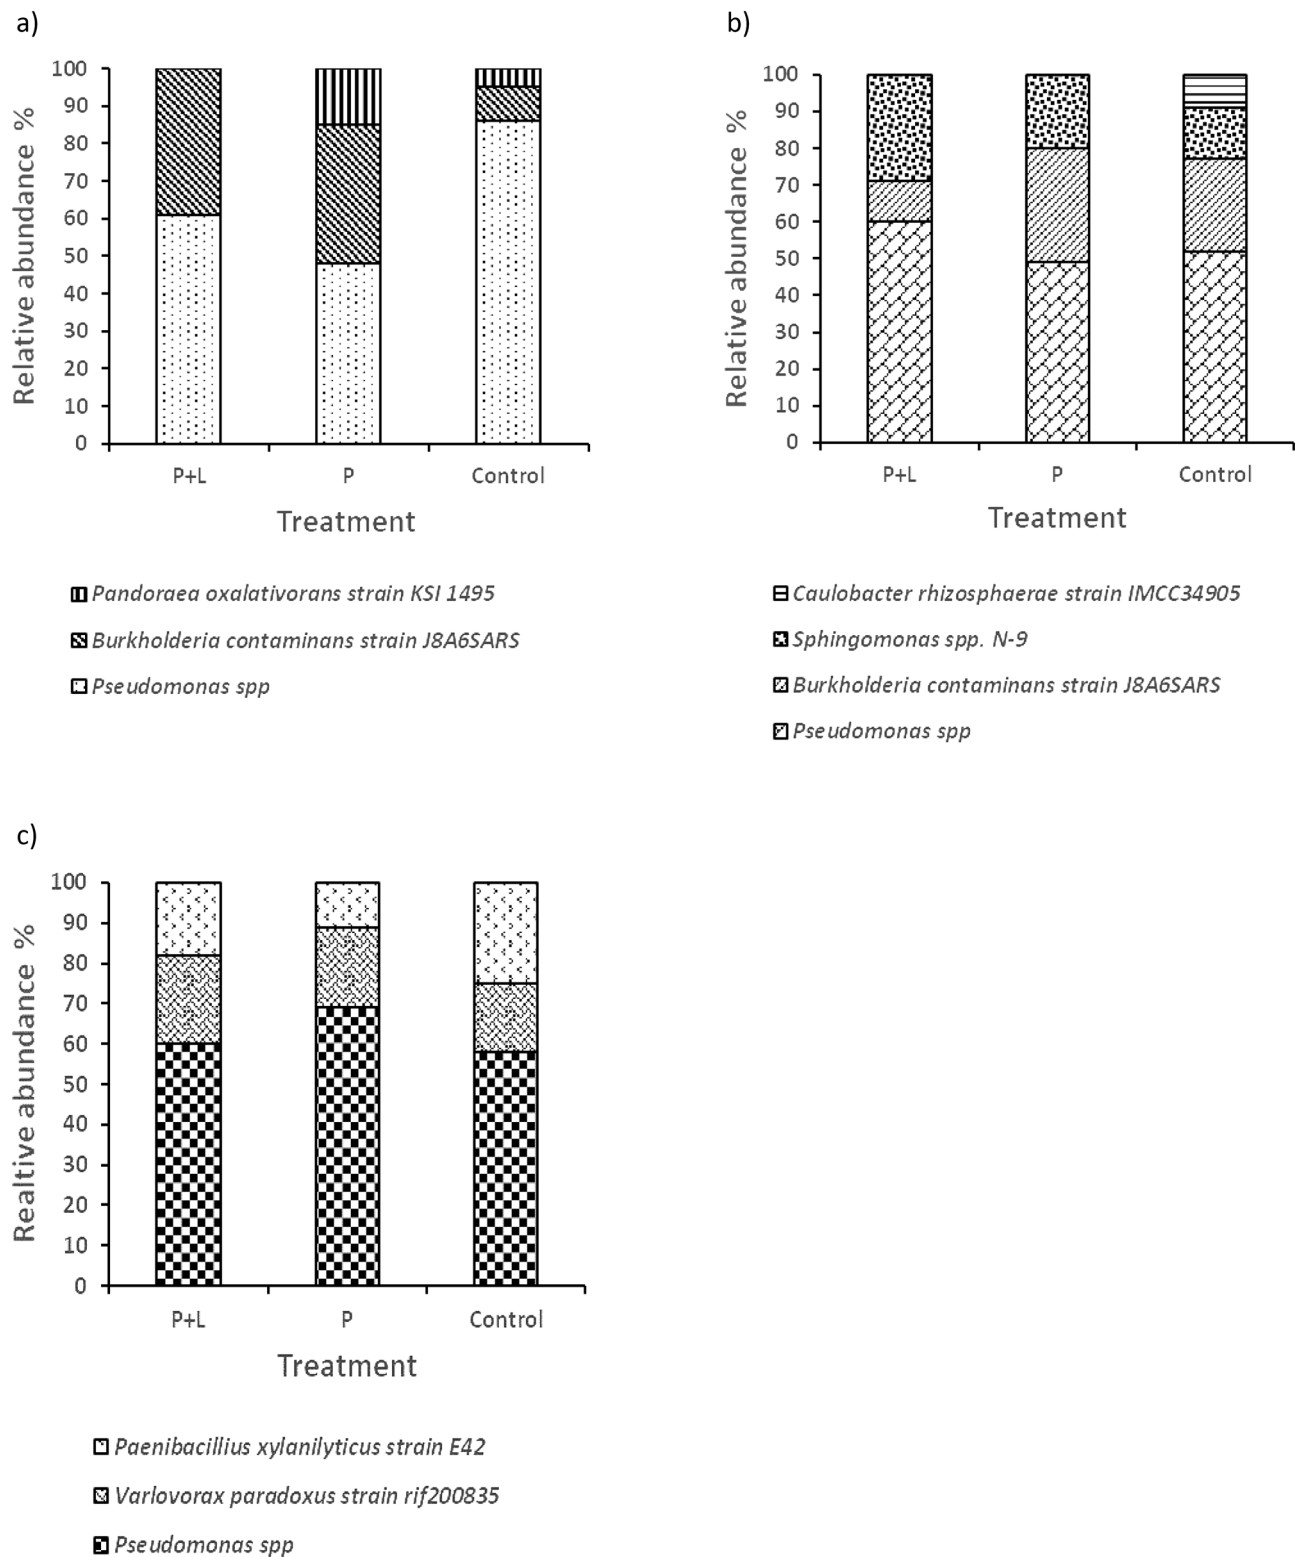 a)
100
90
80
70
60
50
40
30
20
10
0
Relative abundance %
P+L P Control
Treatment
Pandoraea oxalativorans strain KSI 1495
Burkholderia contaminans strain J8A6SARS
Pseudomonas spp
b)
100
90
80
70
60
50
40
30
20
10
0
Relative abundance %
P+L P Control
Treatment
Caulobacter rhizosphaerae strain IMCC34905
Sphingomonas spp. N-9
Burkholderia contaminans strain J8A6SARS
Pseudomonas spp
c)
100
90
80
70
60
50
40
30
20
10
0
Realtive abundance %
P+L P Control
Treatment
Paenibacillius xylanilyticus strain E42
Varlovorax paradoxus strain rif200835
Pseudomonas spp